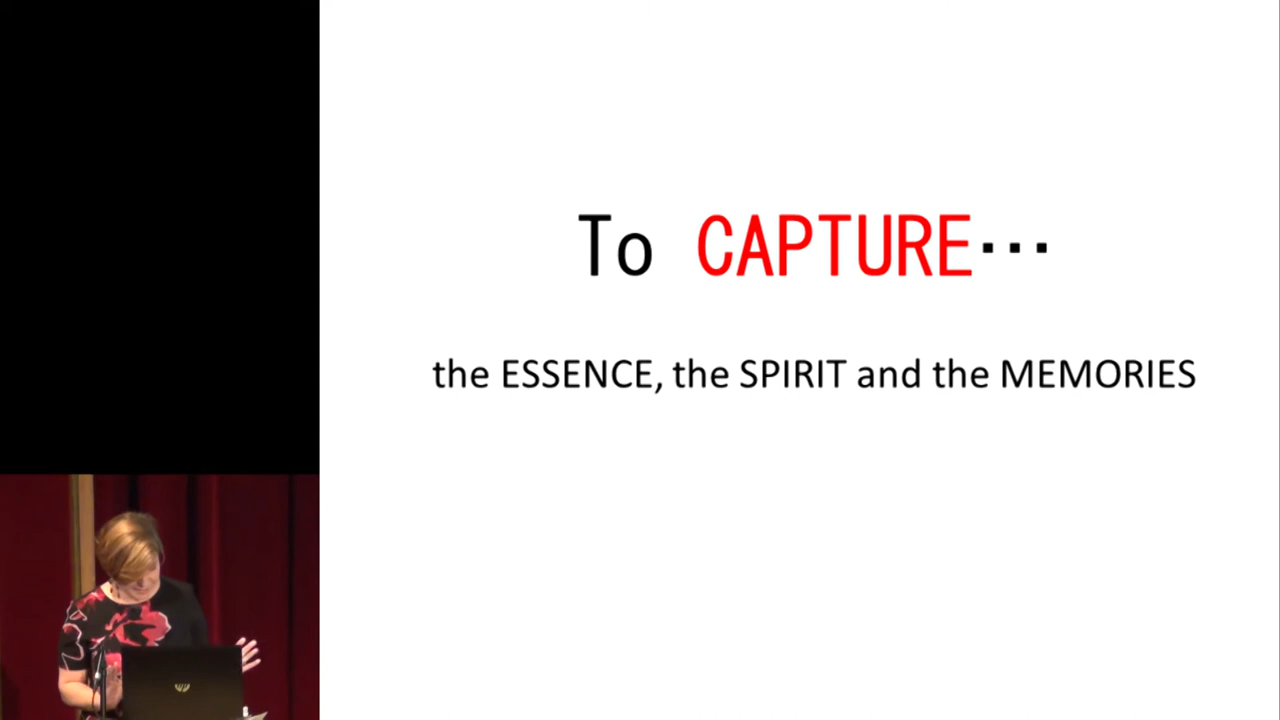 To CAPTURE…
the ESSENCE, the SPIRIT and the MEMORIES